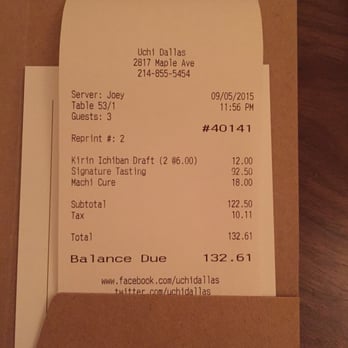 Uchi Dallas
2817 Maple Ave
214-855-5454
Server: Joey 09/05/2015
Table 53/1 11:56 PM
Guests: 3
#40141
Reprint #: 2
Kirin Ichiban Draft (2 @6.00) 12.00
Signature Tasting 92.50
Machi Cure 18.00
Subtotal 122.50
Tax 10.11
Total 132.61
Balance Due 132.61
www.facebook.com/uchidallas
twitter.com/uchidallas